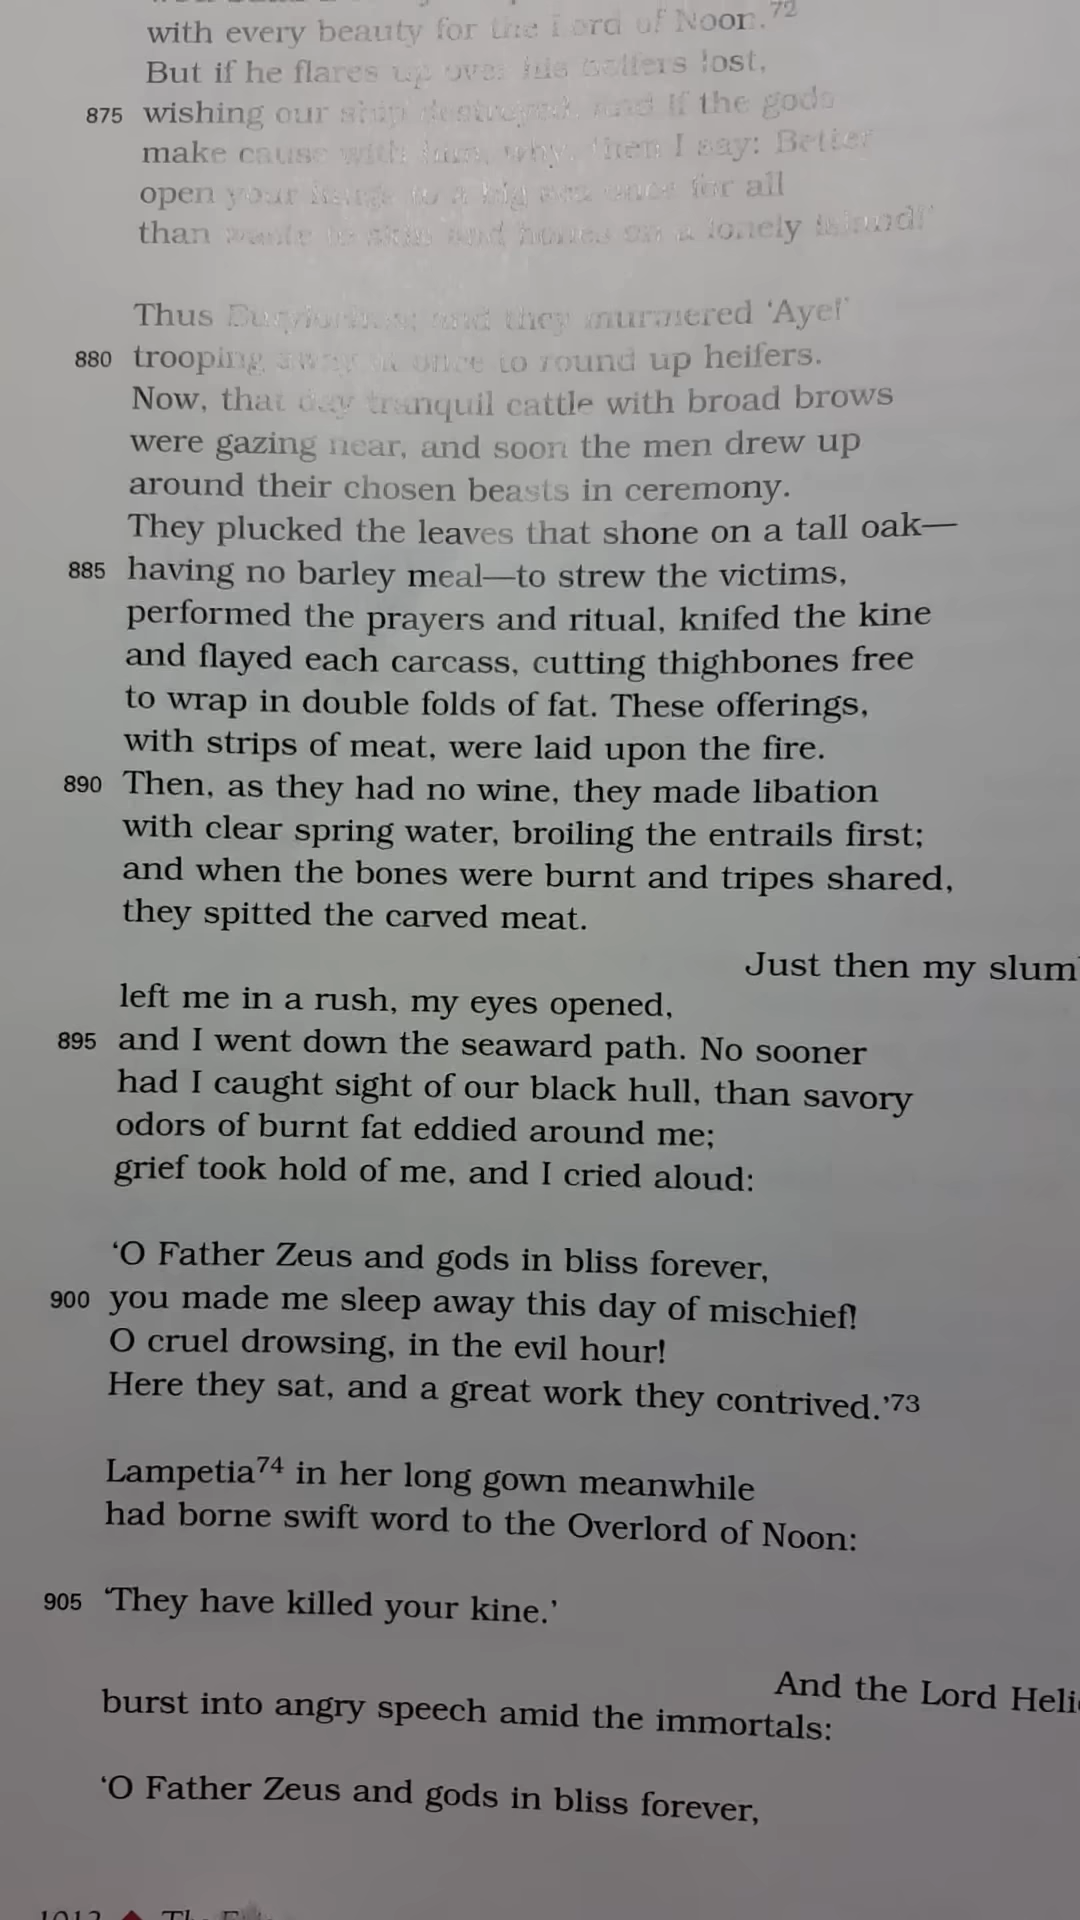 with every beauty for the Lord of Noon.72
But if he flares up over his heifers lost,
875 wishing our ship destroyed, and if the gods
make cause with him, why, then I say: Better
open your lungs to a big sea once for all
than waste to skin and bones on a lonely island!'
Thus Eurylochus; and they murmered 'Aye!'
880 trooping away at once to round up heifers.
Now, that day tranquil cattle with broad brows
were gazing near, and soon the men drew up
around their chosen beasts in ceremony.
They plucked the leaves that shone on a tall oak—
885 having no barley meal—to strew the victims,
performed the prayers and ritual, knifed the kine
and flayed each carcass, cutting thighbones free
to wrap in double folds of fat. These offerings,
with strips of meat, were laid upon the fire.
890 Then, as they had no wine, they made libation
with clear spring water, broiling the entrails first;
and when the bones were burnt and tripes shared,
they spitted the carved meat.
Just then my slum
left me in a rush, my eyes opened,
895 and I went down the seaward path. No sooner
had I caught sight of our black hull, than savory
odors of burnt fat eddied around me;
grief took hold of me, and I cried aloud:
'O Father Zeus and gods in bliss forever,
900 you made me sleep away this day of mischief!
O cruel drowsing, in the evil hour!
Here they sat, and a great work they contrived.'73
Lampetia74 in her long gown meanwhile
had borne swift word to the Overlord of Noon:
905 'They have killed your kine.'
And the Lord Heli
burst into angry speech amid the immortals:
'O Father Zeus and gods in bliss forever,